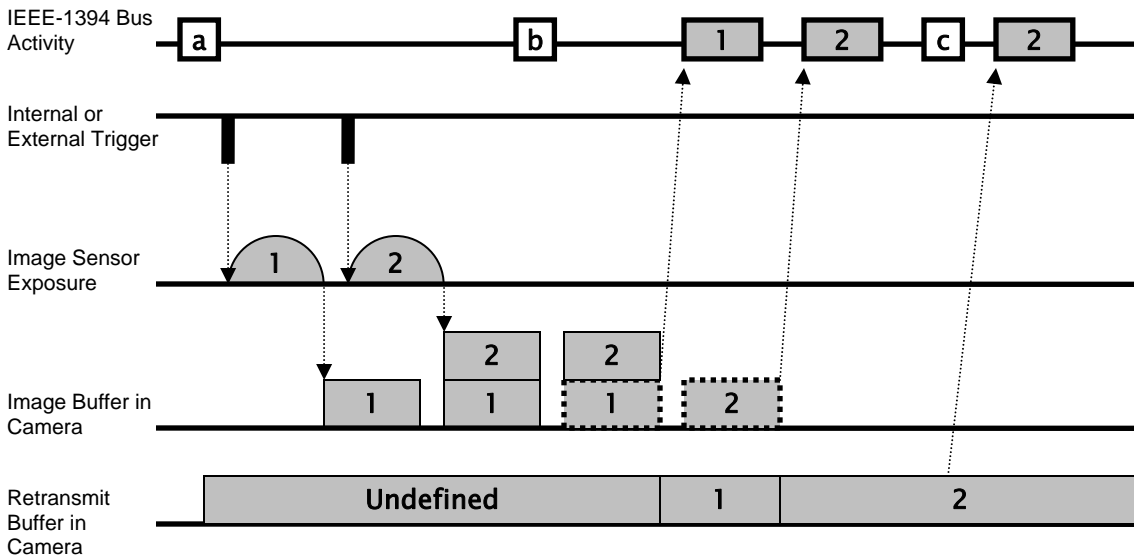 IEEE-1394 Bus
Activity
a
b
1
2
c
2
Internal or
External Trigger
Image Sensor
Exposure
1
2
2
2
Image Buffer in
Camera
1
1
1
2
Retransmit
Buffer in
Camera
Undefined
1
2